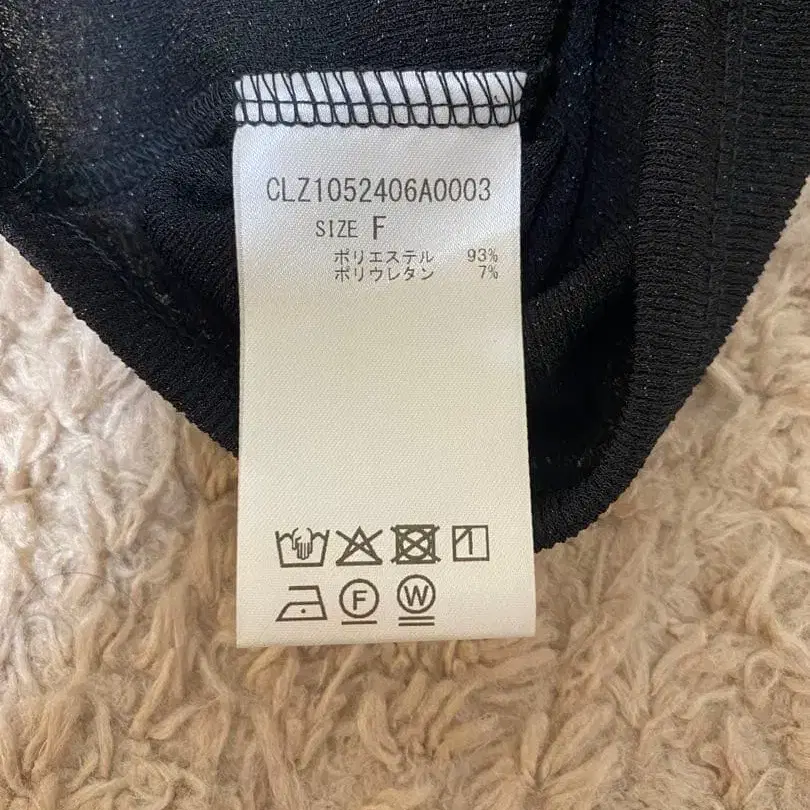 CLZ1052406A0003
SIZE F
ポリエステル 93%
ポリウレタン 7%
F W